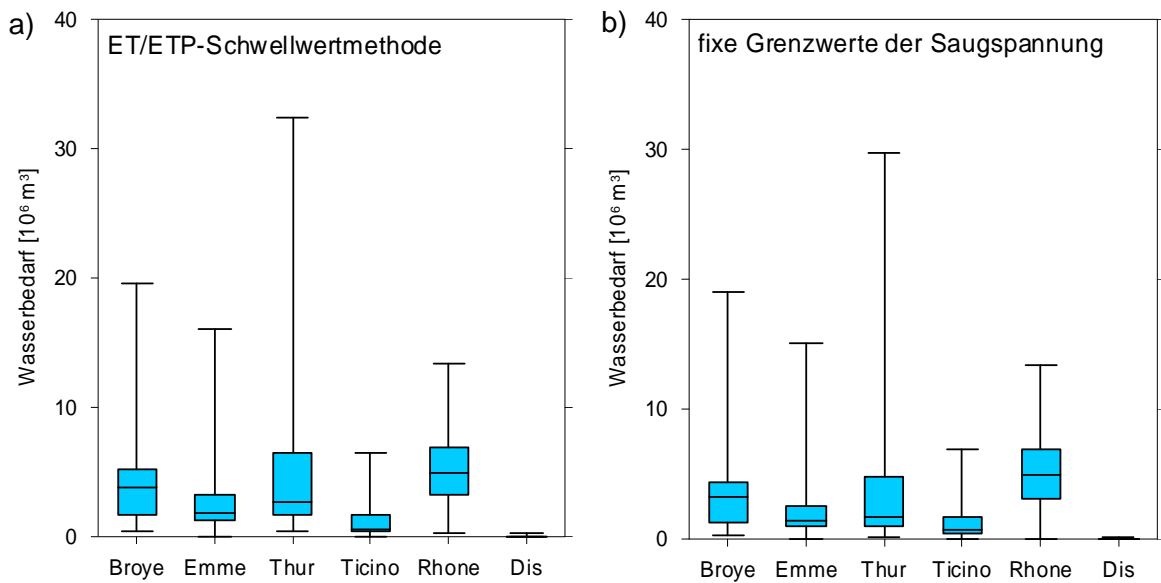 a)
ET/ETP-Schwellwertmethode
Wasserbedarf [10⁶ m³]
40
30
20
10
0
Broye Emme Thur Ticino Rhone Dis
b)
fixe Grenzwerte der Saugspannung
Wasserbedarf [10⁶ m³]
40
30
20
10
0
Broye Emme Thur Ticino Rhone Dis